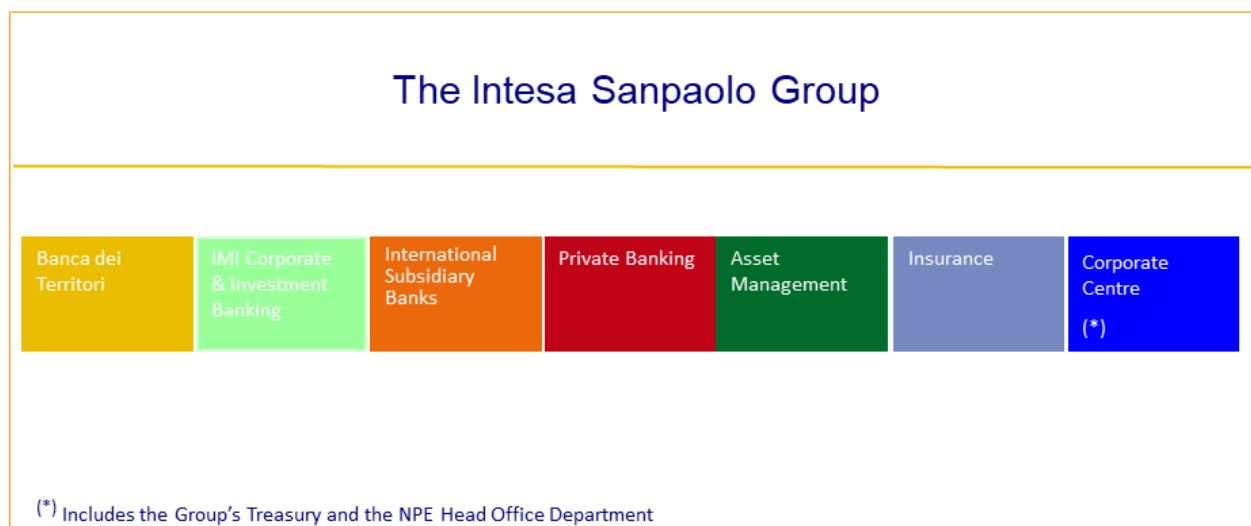 The Intesa Sanpaolo Group
Banca dei
Territori
IMI Corporate
& Investment
Banking
International
Subsidiary
Banks
Private Banking
Asset
Management
Insurance
Corporate
Centre
(*)
(*) Includes the Group's Treasury and the NPE Head Office Department